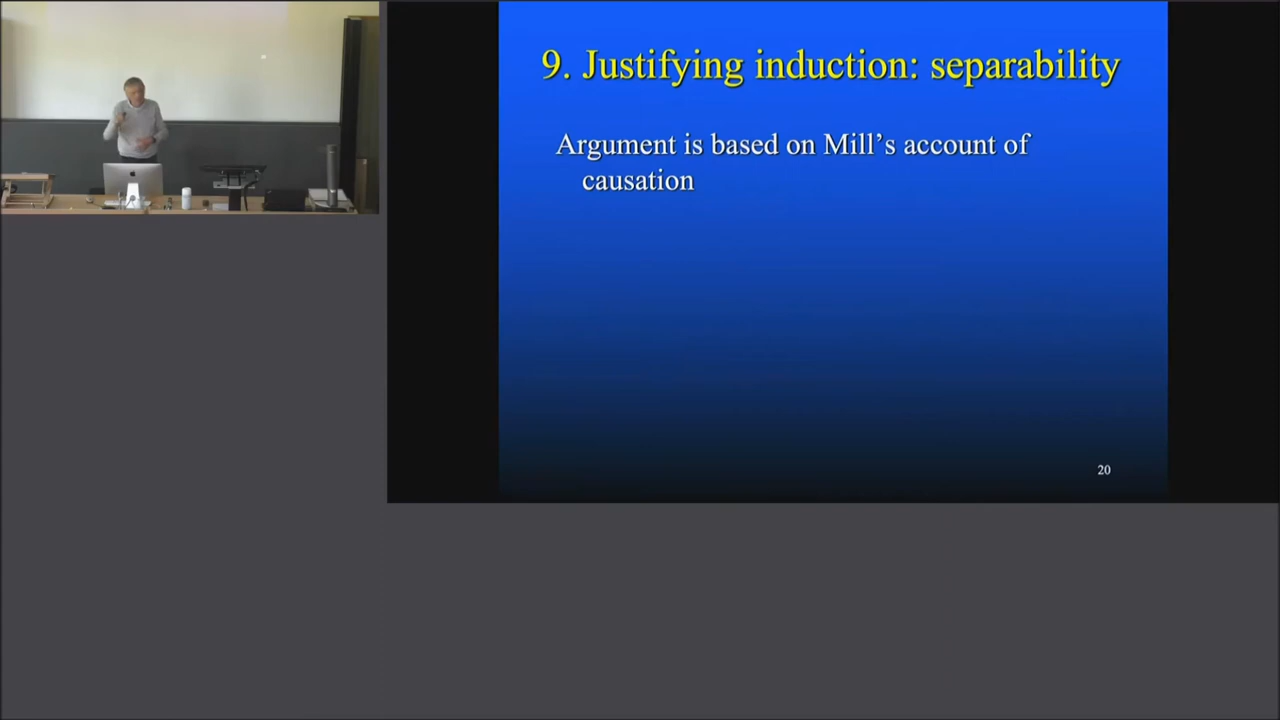 9. Justifying induction: separability
Argument is based on Mill's account of
causation
20